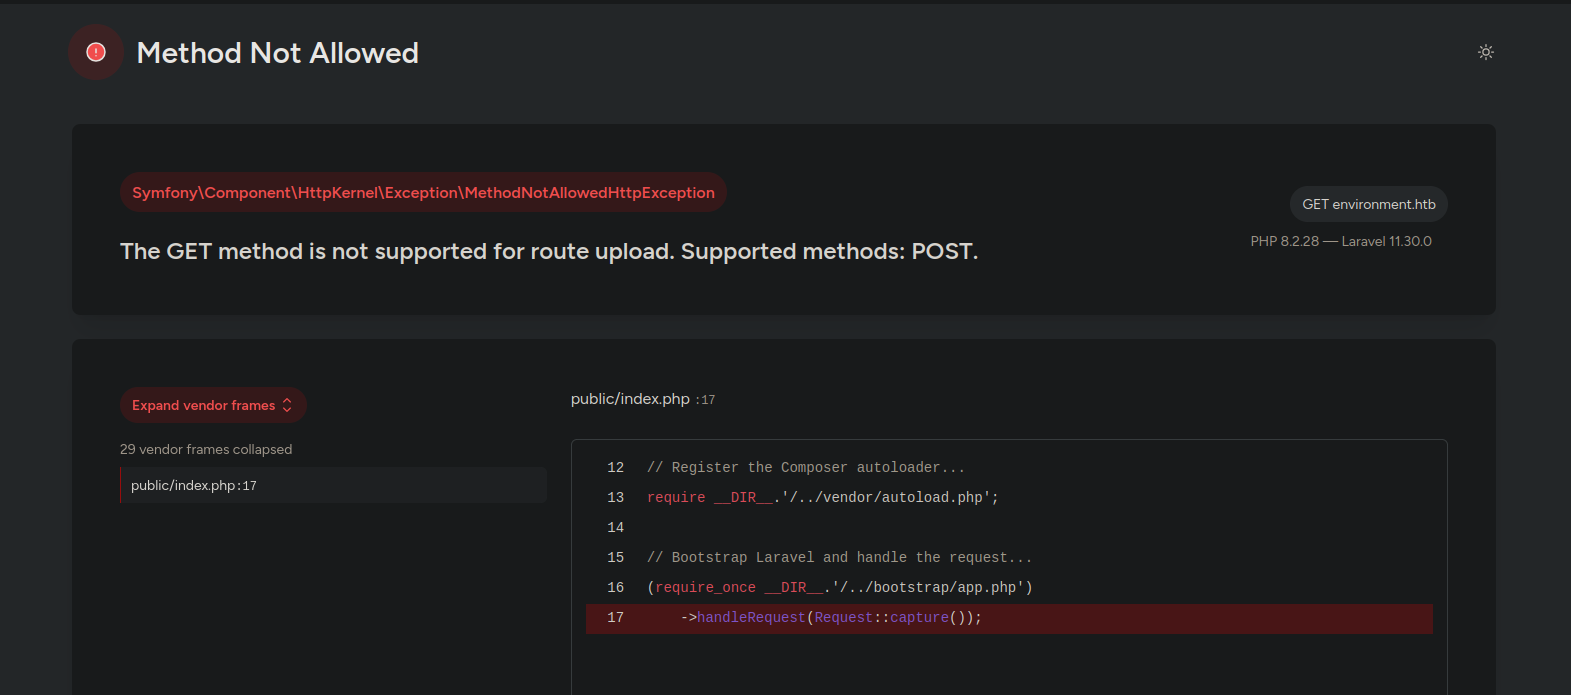 Method Not Allowed
Symfony\Component\HttpKernel\Exception\MethodNotAllowedHttpException
GET environment.htb
The GET method is not supported for route upload. Supported methods: POST.
PHP 8.2.28 — Laravel 11.30.0
Expand vendor frames
29 vendor frames collapsed
public/index.php:17
public/index.php :17
12 // Register the Composer autoloader...
13 require __DIR__.'/../vendor/autoload.php';
14
15 // Bootstrap Laravel and handle the request...
16 (require_once __DIR__.'/../bootstrap/app.php')
17     ->handleRequest(Request::capture());